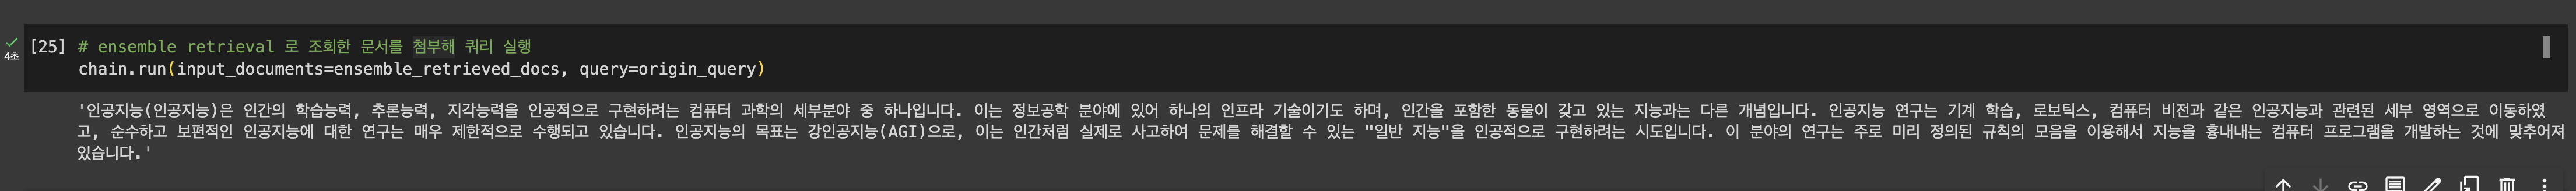 [25] # ensemble retrieval 로 조회한 문서를 첨부해 쿼리 실행
4초
chain.run(input_documents=ensemble_retrieved_docs, query=origin_query)
'인공지능(인공지능)은 인간의 학습능력, 추론능력, 지각능력을 인공적으로 구현하려는 컴퓨터 과학의 세부분야 중 하나입니다. 이는 정보공학 분야에 있어 하나의 인프라 기술이기도 하며, 인간을 포함한 동물이 갖고 있는 지능과는 다른 개념입니다. 인공지능 연구는 기계 학습, 로보틱스, 컴퓨터 비전과 같은 인공지능과 관련된 세부 영역으로 이동하였
고, 순수하고 보편적인 인공지능에 대한 연구는 매우 제한적으로 수행되고 있습니다. 인공지능의 목표는 강인공지능(AGI)으로, 이는 인간처럼 실제로 사고하여 문제를 해결할 수 있는 "일반 지능"을 인공적으로 구현하려는 시도입니다. 이 분야의 연구는 주로 미리 정의된 규칙의 모음을 이용해서 지능을 흉내내는 컴퓨터 프로그램을 개발하는 것에 맞추어져
있습니다.'